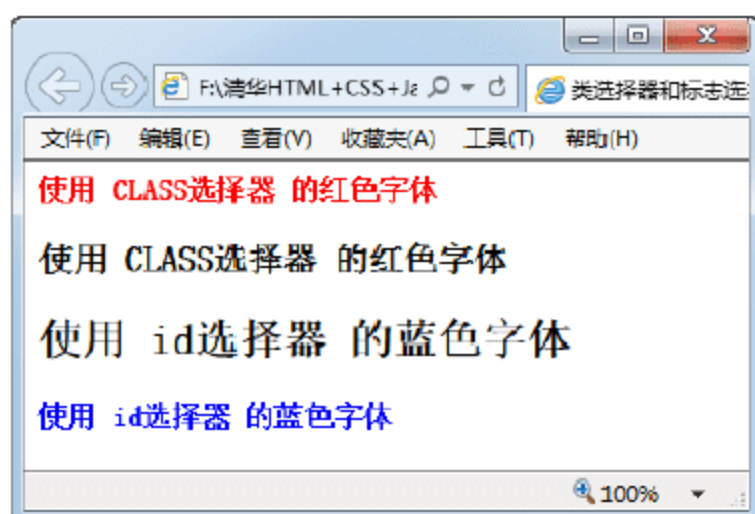 F:\清华HTML+CSS+Ja
类选择器和标志选
文件(F) 编辑(E) 查看(V) 收藏夹(A) 工具(T) 帮助(H)
使用 CLASS选择器 的红色字体
使用 CLASS选择器 的红色字体
使用 id选择器 的蓝色字体
使用 id选择器 的蓝色字体
100%